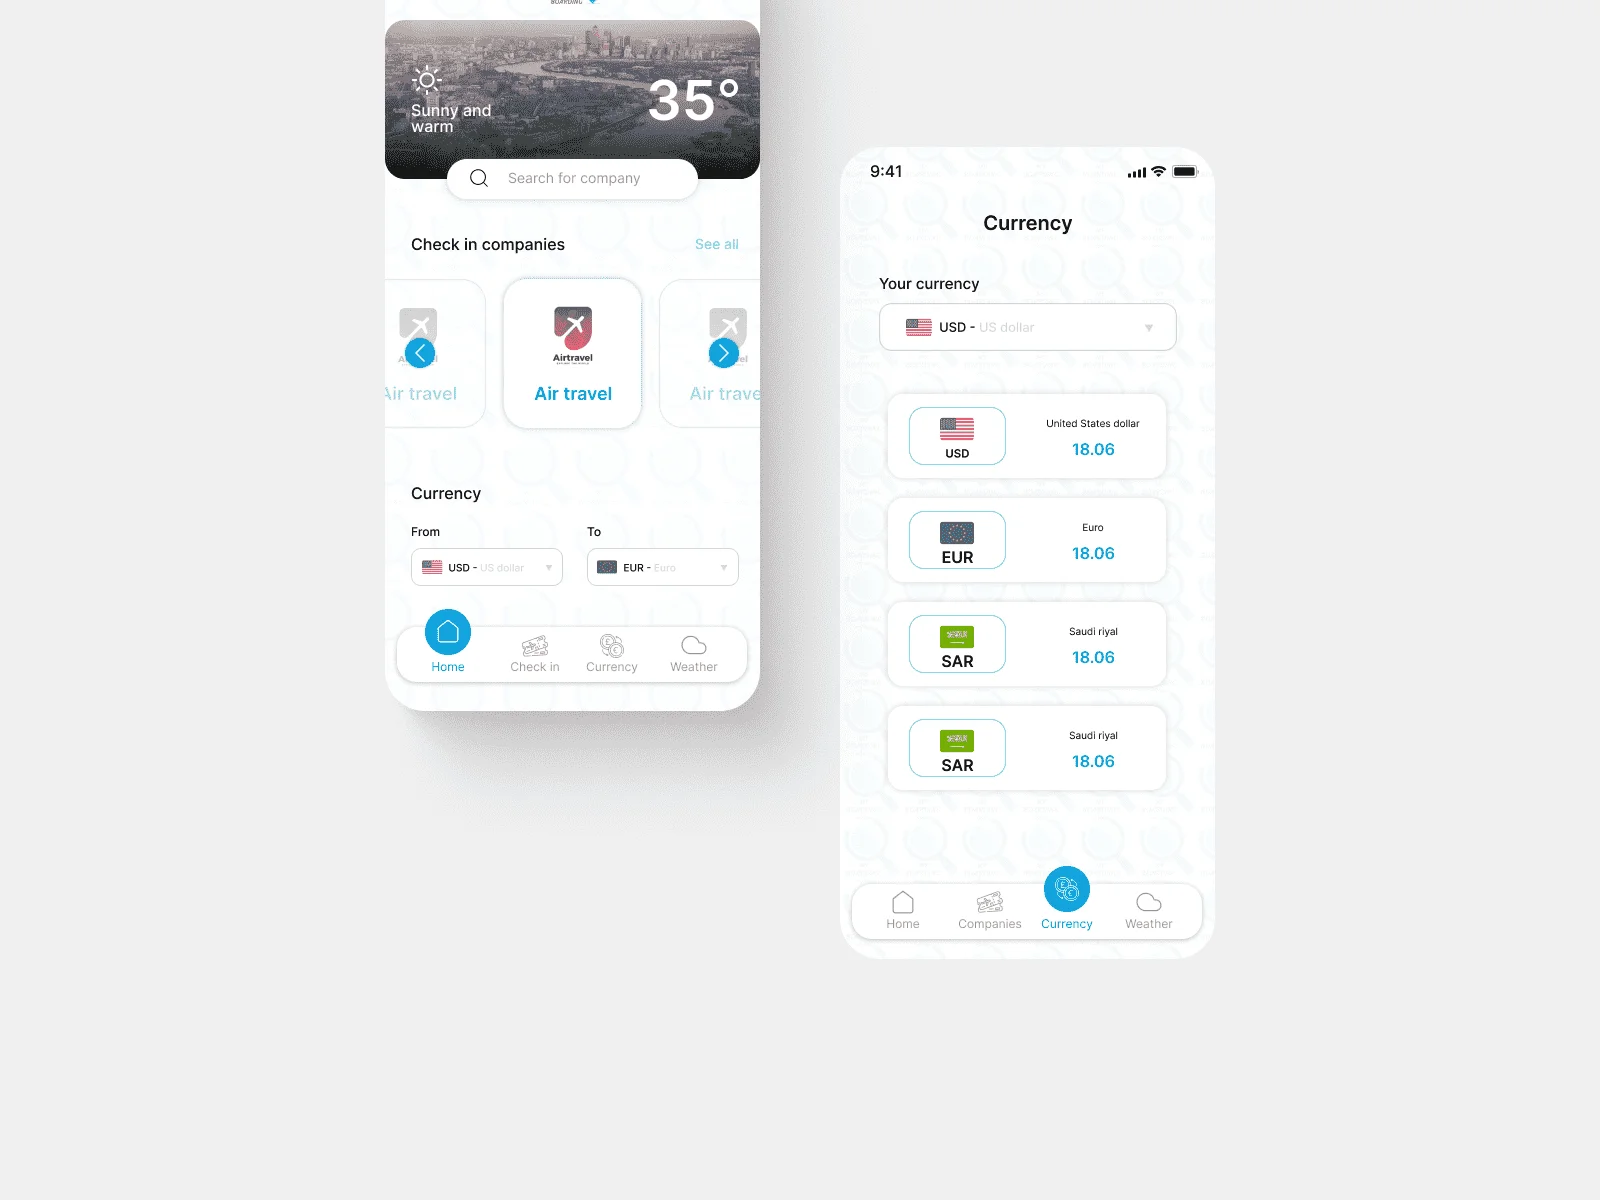 BOARDING
Sunny and
warm
35°
Search for company
Check in companies
See all
Airtravel
Air travel
Air travel
Air trave
Currency
From
To
USD - US dollar
EUR - Euro
Home
Check in
Currency
Weather
9:41
Currency
Your currency
USD - US dollar
USD
United States dollar
18.06
EUR
Euro
18.06
SAR
Saudi riyal
18.06
SAR
Saudi riyal
18.06
Home
Companies
Currency
Weather